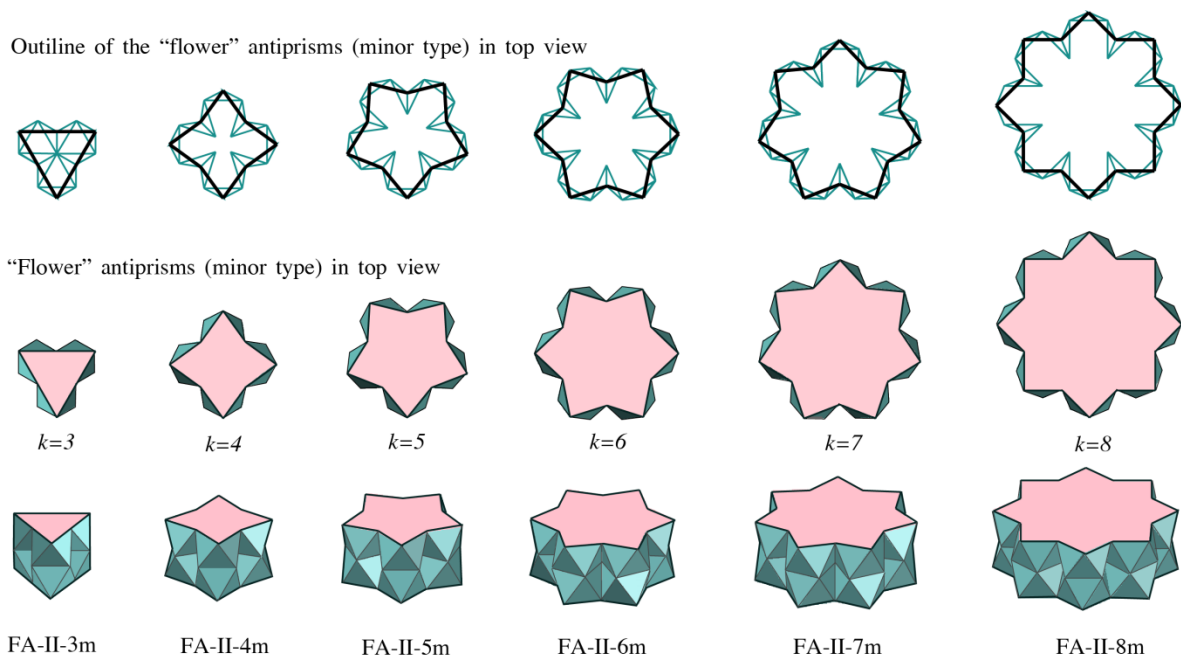 Outiline of the “flower” antiprisms (minor type) in top view
“Flower” antiprisms (minor type) in top view
k=3 k=4 k=5 k=6 k=7 k=8
FA-II-3m FA-II-4m FA-II-5m FA-II-6m FA-II-7m FA-II-8m